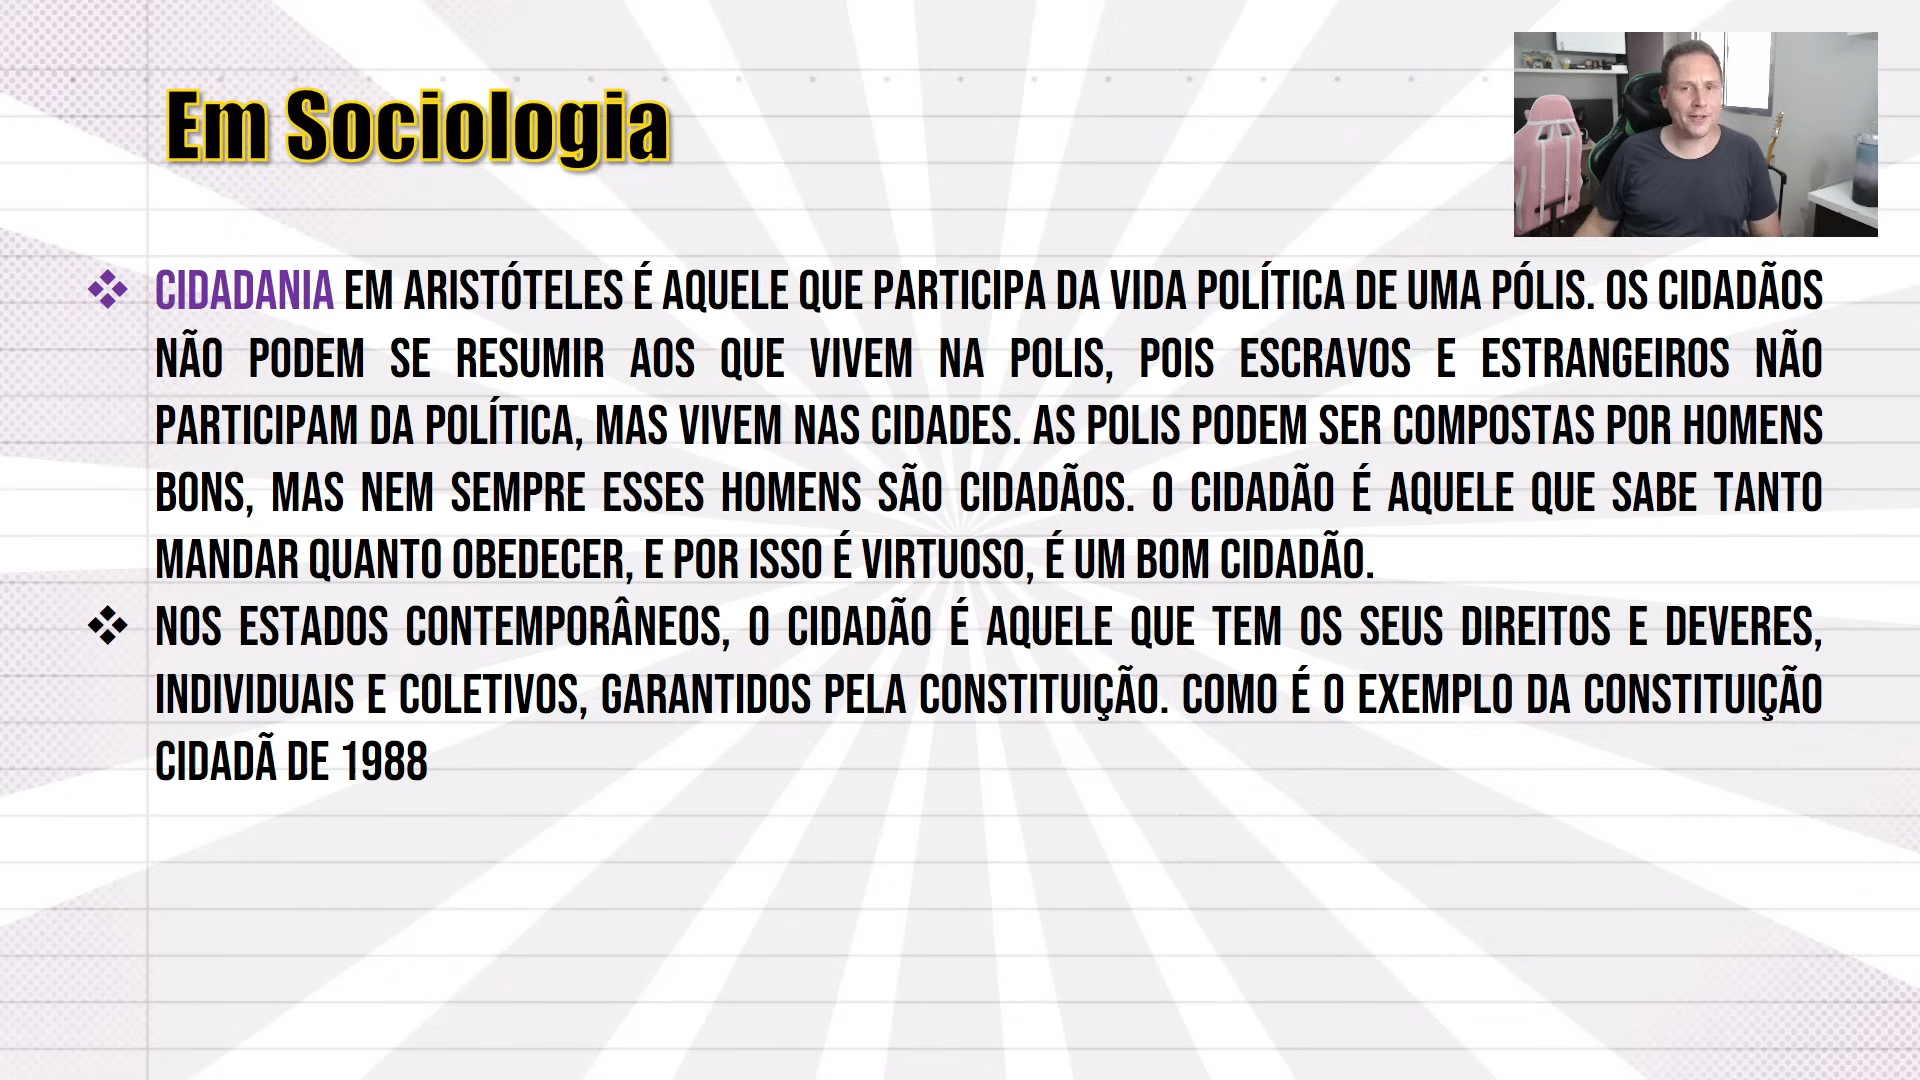 Em Sociologia
CIDADANIA EM ARISTÓTELES É AQUELE QUE PARTICIPA DA VIDA POLÍTICA DE UMA PÓLIS. OS CIDADÃOS
NÃO PODEM SE RESUMIR AOS QUE VIVEM NA POLIS, POIS ESCRAVOS E ESTRANGEIROS NÃO
PARTICIPAM DA POLÍTICA, MAS VIVEM NAS CIDADES. AS POLIS PODEM SER COMPOSTAS POR HOMENS
BONS, MAS NEM SEMPRE ESSES HOMENS SÃO CIDADÃOS. O CIDADÃO É AQUELE QUE SABE TANTO
MANDAR QUANTO OBEDECER, E POR ISSO É VIRTUOSO, É UM BOM CIDADÃO.
NOS ESTADOS CONTEMPORÂNEOS, O CIDADÃO É AQUELE QUE TEM OS SEUS DIREITOS E DEVERES,
INDIVIDUAIS E COLETIVOS, GARANTIDOS PELA CONSTITUIÇÃO. COMO É O EXEMPLO DA CONSTITUIÇÃO
CIDADÃ DE 1988